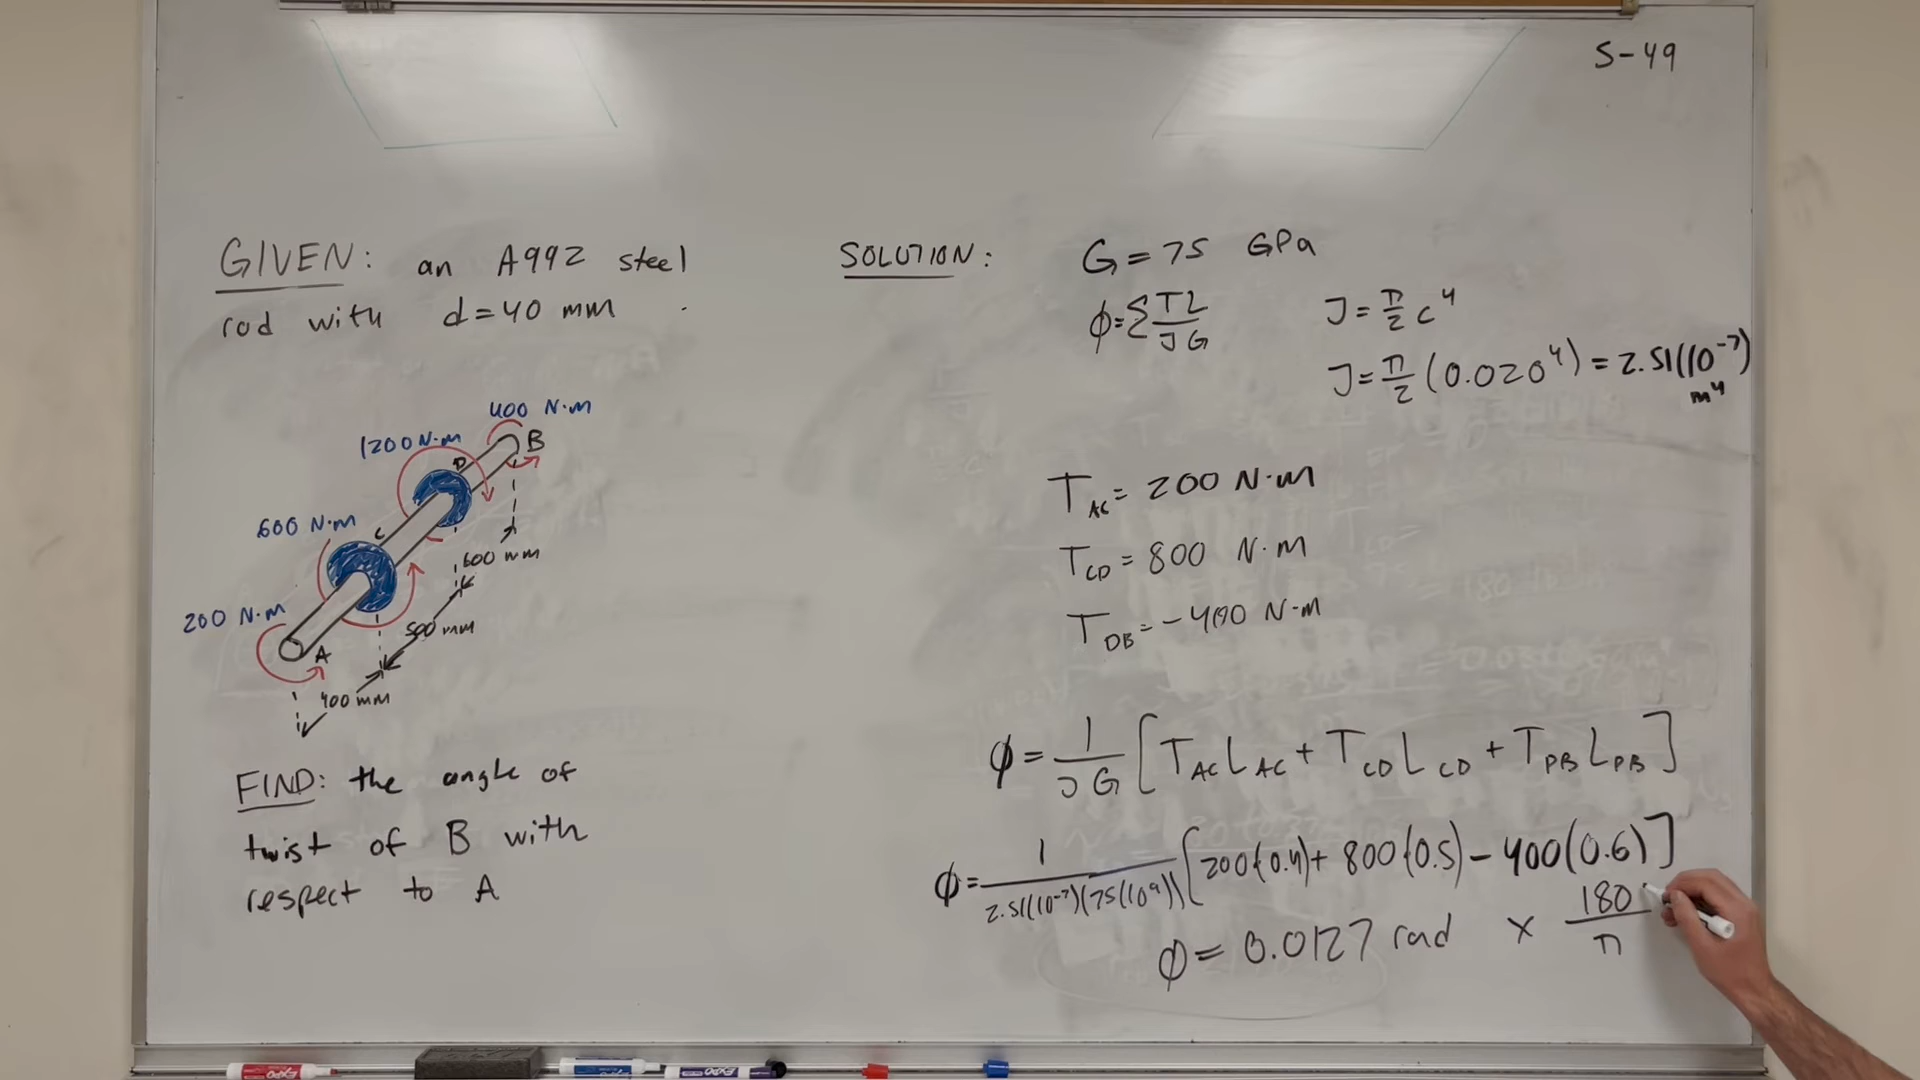 S-49
GIVEN: an A992 steel
rod with d=40 mm
400 N·m
1200 N·m
B
D
600 N·m
C
600 mm
200 N·m
500 mm
A
400 mm
FIND: the angle of
twist of B with
respect to A
SOLUTION: G = 75 GPa
ϕ=Σ TL/JG
J = π/2 c⁴
J = π/2 (0.020⁴) = 2.51(10⁻⁷)
m⁴
T_AC = 200 N·m
T_CD = 800 N·m
T_DB = -400 N·m
ϕ = 1/JG [T_AC L_AC + T_CD L_CD + T_DB L_DB]
ϕ = 1/2.51(10⁻⁷)(75(10⁹)) [200(0.4) + 800(0.5) - 400(0.6)]
ϕ = 0.0127 rad × 180/π
EXPO
EXPO
EXPO